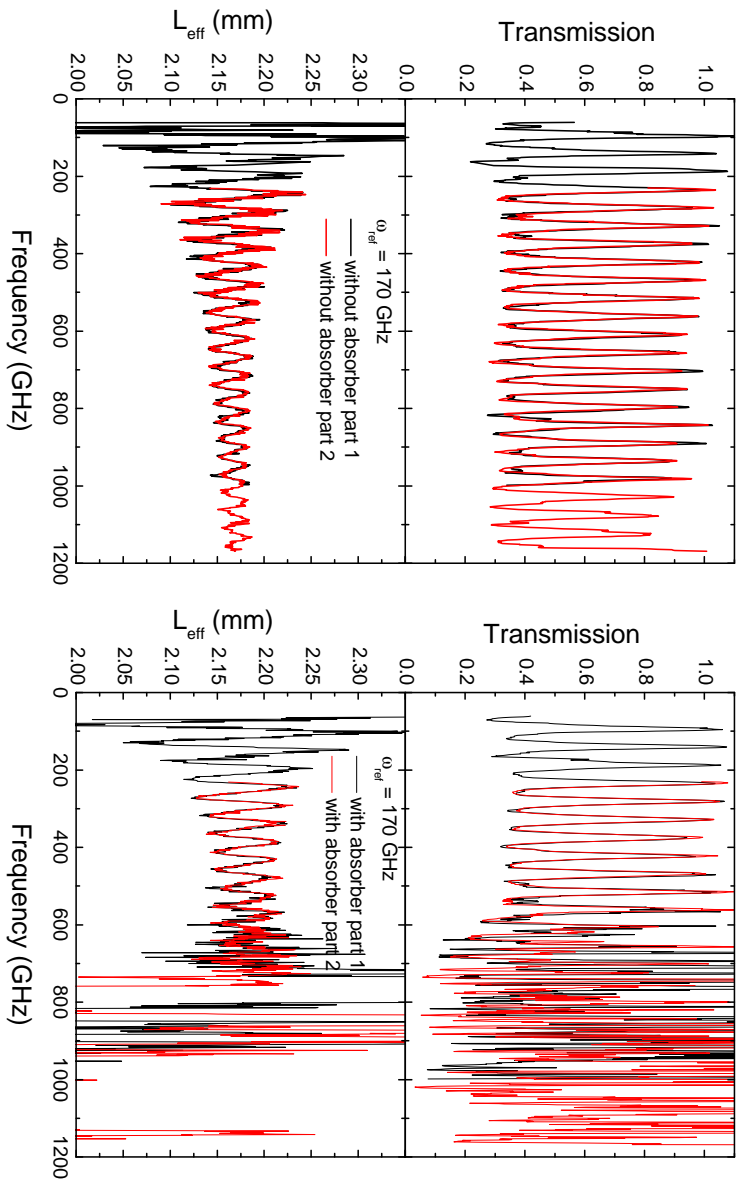 Transmission
1.0
0.8
0.6
0.4
0.2
0.0
L_eff (mm)
2.30
2.25
2.20
2.15
2.10
2.05
2.00
ω_ref = 170 GHz
without absorber part 1
without absorber part 2
0 200 400 600 800 1000 1200
Frequency (GHz)
Transmission
1.0
0.8
0.6
0.4
0.2
0.0
L_eff (mm)
2.30
2.25
2.20
2.15
2.10
2.05
2.00
ω_ref = 170 GHz
with absorber part 1
with absorber part 2
0 200 400 600 800 1000 1200
Frequency (GHz)